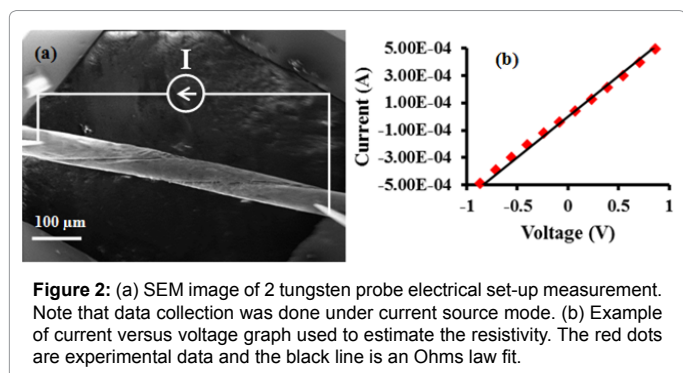 (a)
I
100 μm
(b)
Current (A)
5.00E-04
3.00E-04
1.00E-04
-1.00E-04
-3.00E-04
-5.00E-04
-1 -0.5 0 0.5 1
Voltage (V)
Figure 2: (a) SEM image of 2 tungsten probe electrical set-up measurement.
Note that data collection was done under current source mode. (b) Example
of current versus voltage graph used to estimate the resistivity. The red dots
are experimental data and the black line is an Ohms law fit.